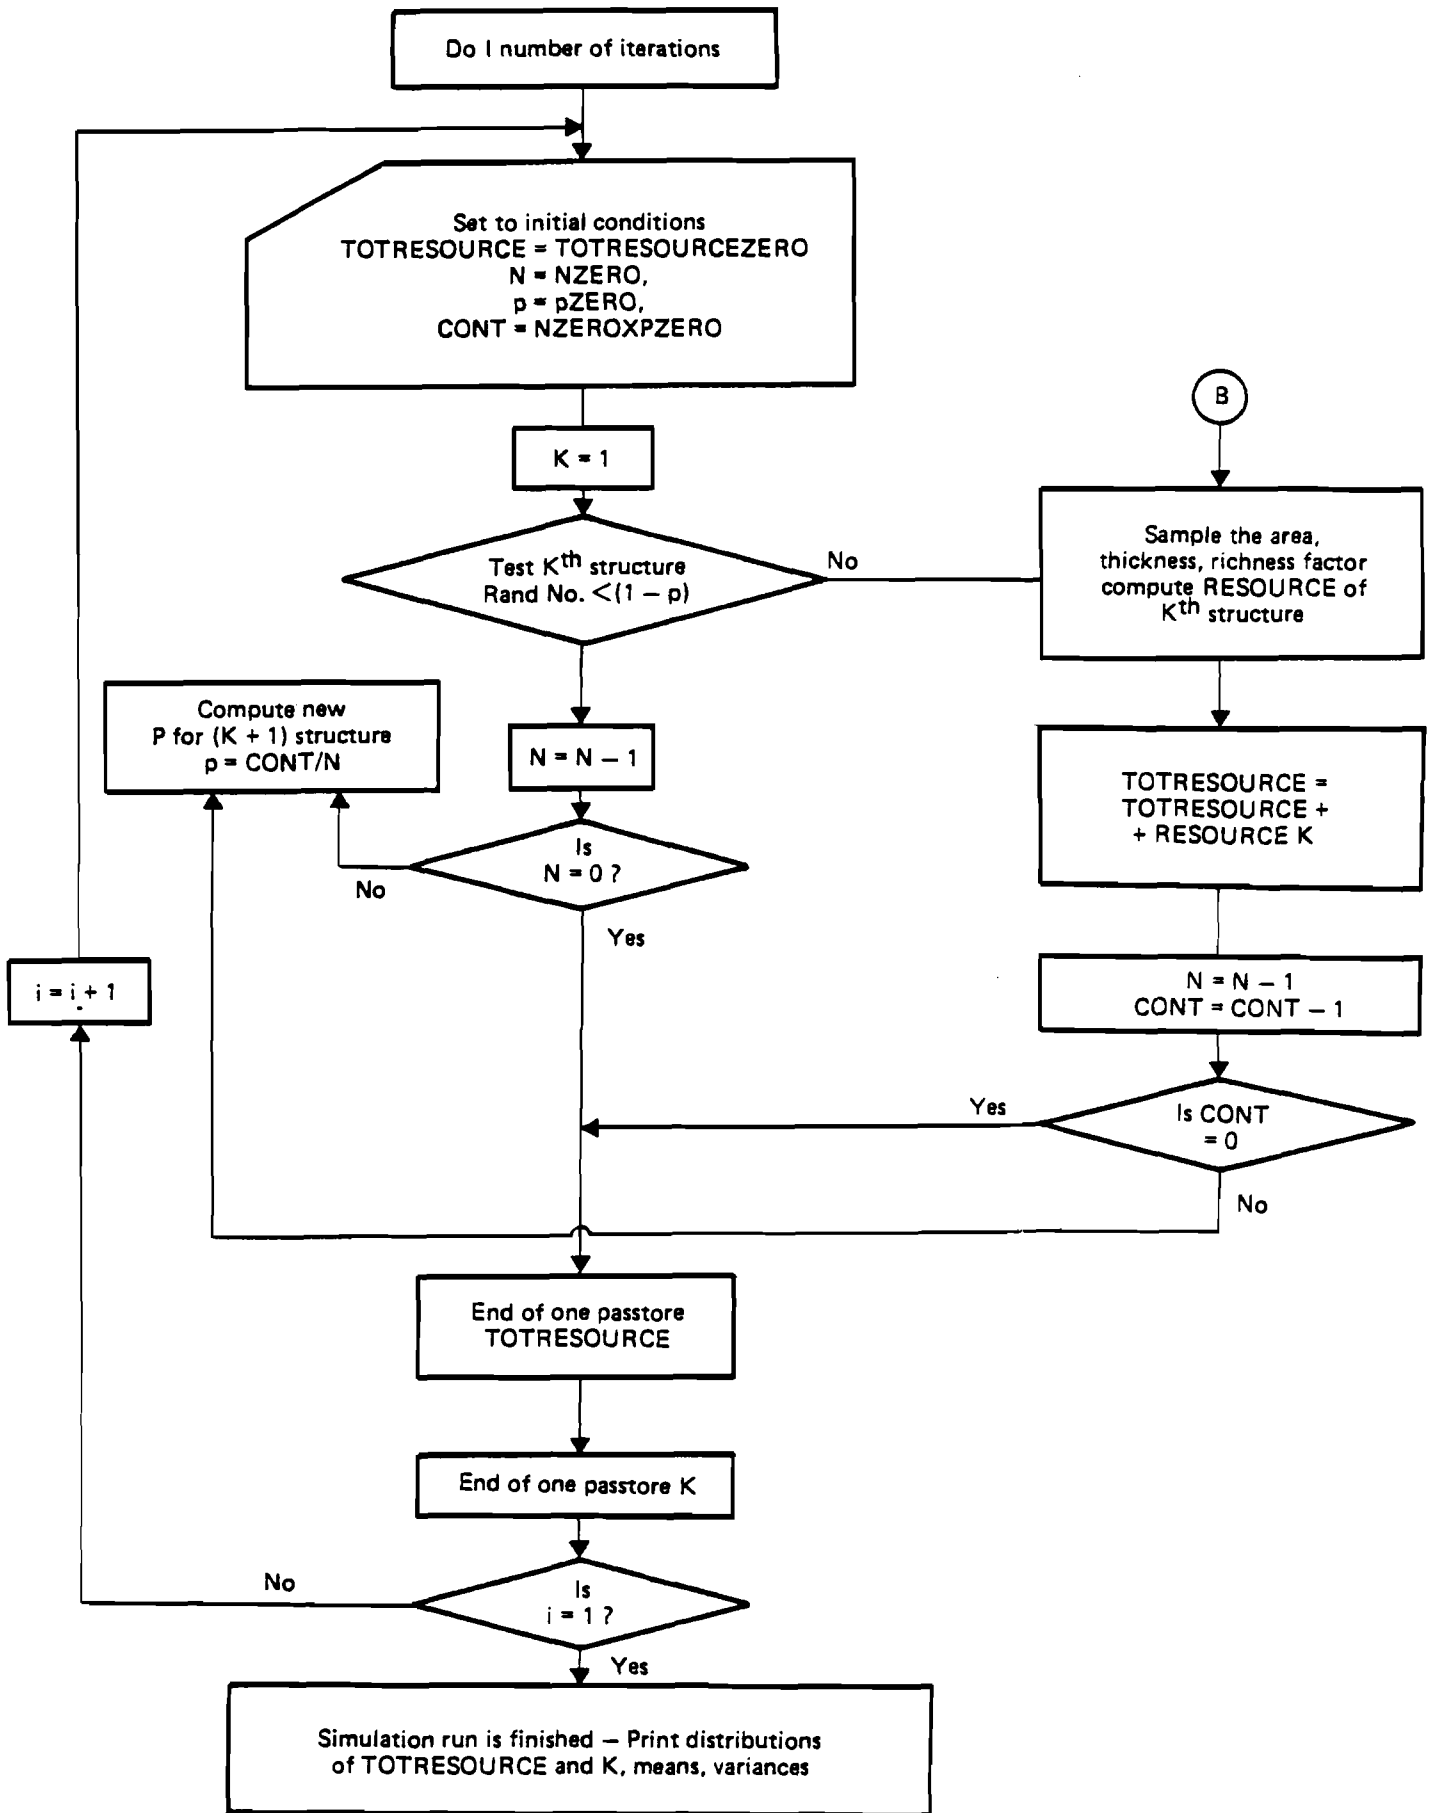 Do I number of iterations
Set to initial conditions
TOTRESOURCE = TOTRESOURCEZERO
N = NZERO,
p = pZERO,
CONT = NZEROXPZERO
B
K = 1
Test Kth structure
Rand No. <(1 – p)
No
Sample the area,
thickness, richness factor
compute RESOURCE of
Kth structure
Compute new
P for (K + 1) structure
p = CONT/N
N = N – 1
TOTRESOURCE =
TOTRESOURCE +
+ RESOURCE K
Is
N = 0 ?
No
Yes
i = i + 1
N = N – 1
CONT = CONT – 1
Is CONT
= 0
Yes
No
End of one passtore
TOTRESOURCE
End of one passtore K
Is
i = 1 ?
No
Yes
Simulation run is finished – Print distributions
of TOTRESOURCE and K, means, variances